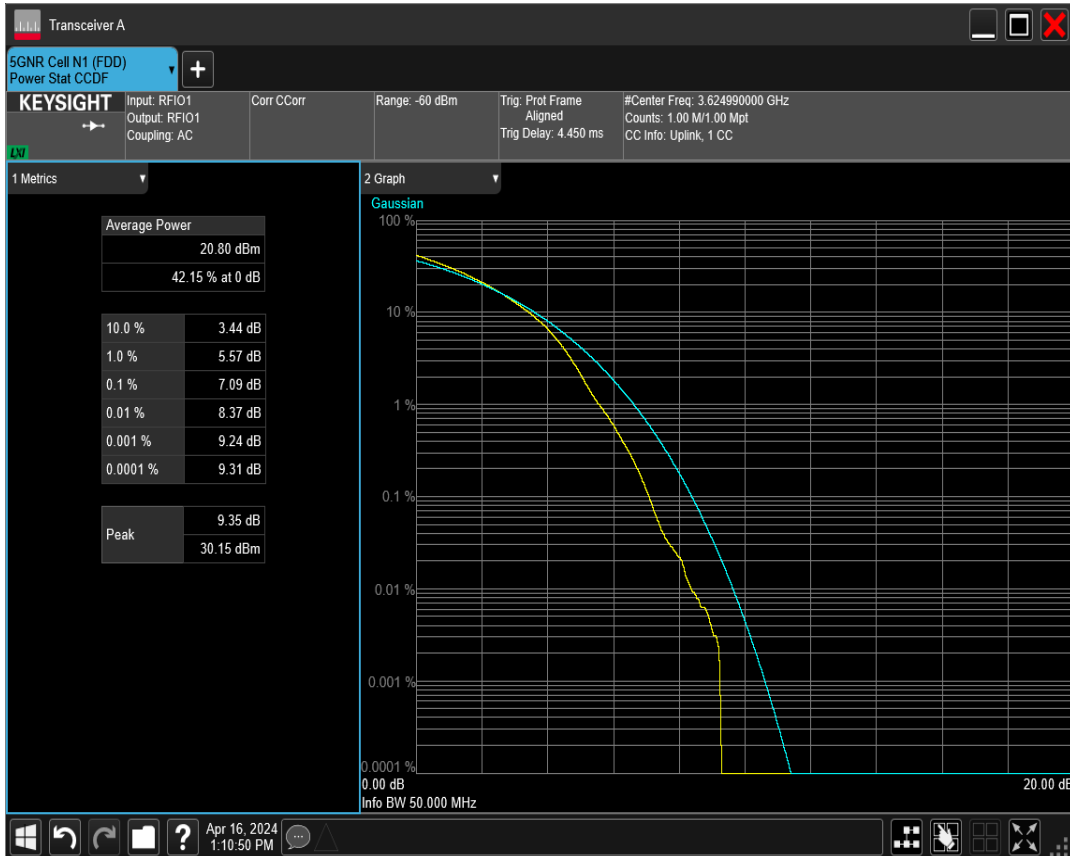 Transceiver A
5GNR Cell N1 (FDD)
Power Stat CCDF
KEYSIGHT
LXI
Input: RFIO1
Output: RFIO1
Coupling: AC
Corr CCorr
Range: -60 dBm
Trig: Prot Frame
Aligned
Trig Delay: 4.450 ms
#Center Freq: 3.624990000 GHz
Counts: 1.00 M/1.00 Mpt
CC Info: Uplink, 1 CC
1 Metrics
Average Power
20.80 dBm
42.15 % at 0 dB
10.0 % 3.44 dB
1.0 % 5.57 dB
0.1 % 7.09 dB
0.01 % 8.37 dB
0.001 % 9.24 dB
0.0001 % 9.31 dB
Peak 9.35 dB
30.15 dBm
2 Graph
Gaussian
100 %
10 %
1 %
0.1 %
0.01 %
0.001 %
0.0001 %
0.00 dB 20.00 dB
Info BW 50.000 MHz
? Apr 16, 2024
1:10:50 PM